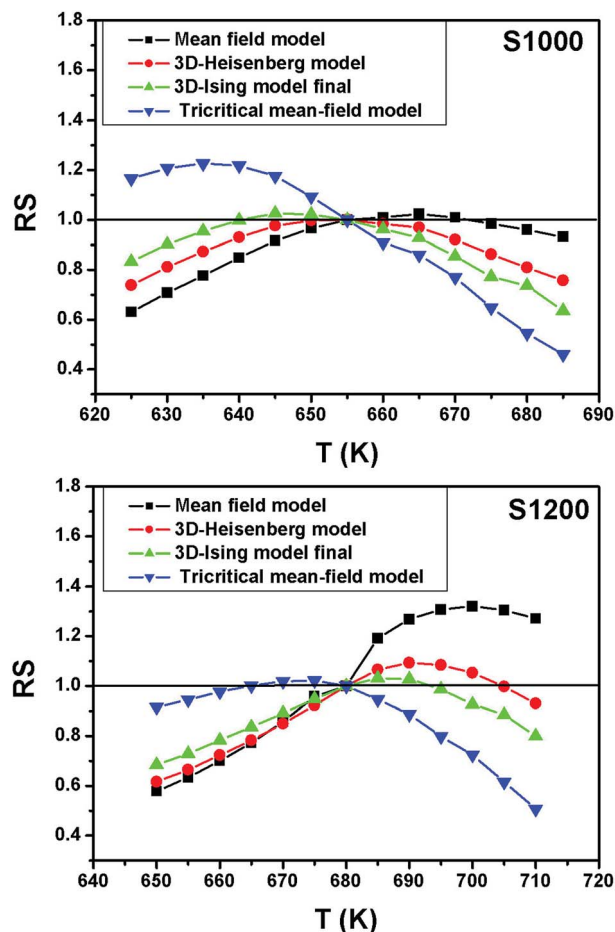 S1000
Mean field model
3D-Heisenberg model
3D-Ising model final
Tricritical mean-field model
1.8
1.6
1.4
1.2
1.0
0.8
0.6
0.4
RS
620 630 640 650 660 670 680 690
T (K)
S1200
Mean field model
3D-Heisenberg model
3D-Ising model final
Tricritical mean-field model
1.8
1.6
1.4
1.2
1.0
0.8
0.6
0.4
RS
640 650 660 670 680 690 700 710 720
T (K)